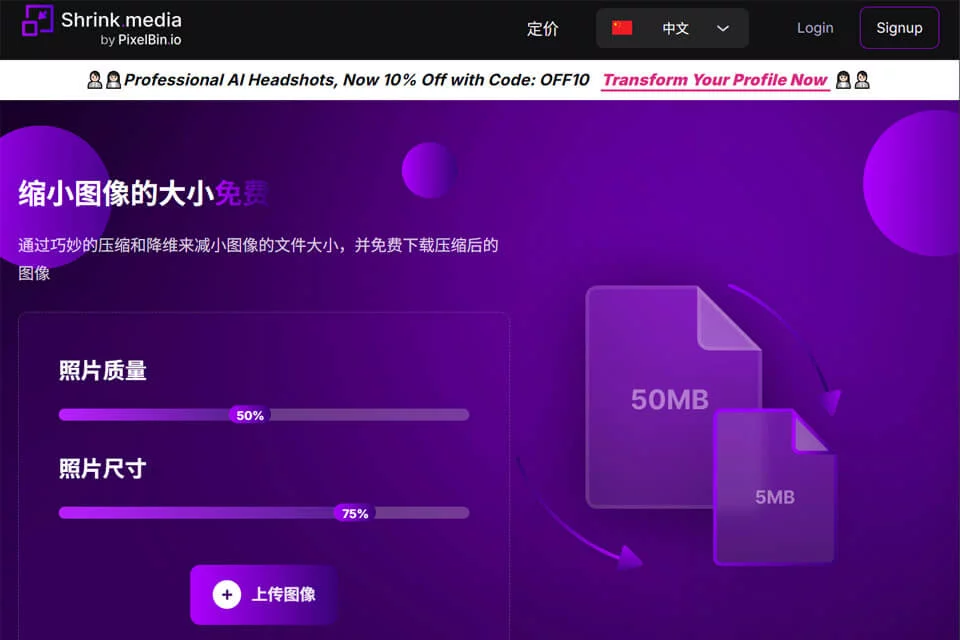 Shrink.media
by PixelBin.io
定价
中文
Login
Signup
Professional AI Headshots, Now 10% Off with Code: OFF10 Transform Your Profile Now
缩小图像的大小免费
通过巧妙的压缩和降维来减小图像的文件大小，并免费下载压缩后的
图像
照片质量
50%
照片尺寸
75%
上传图像
50MB
5MB